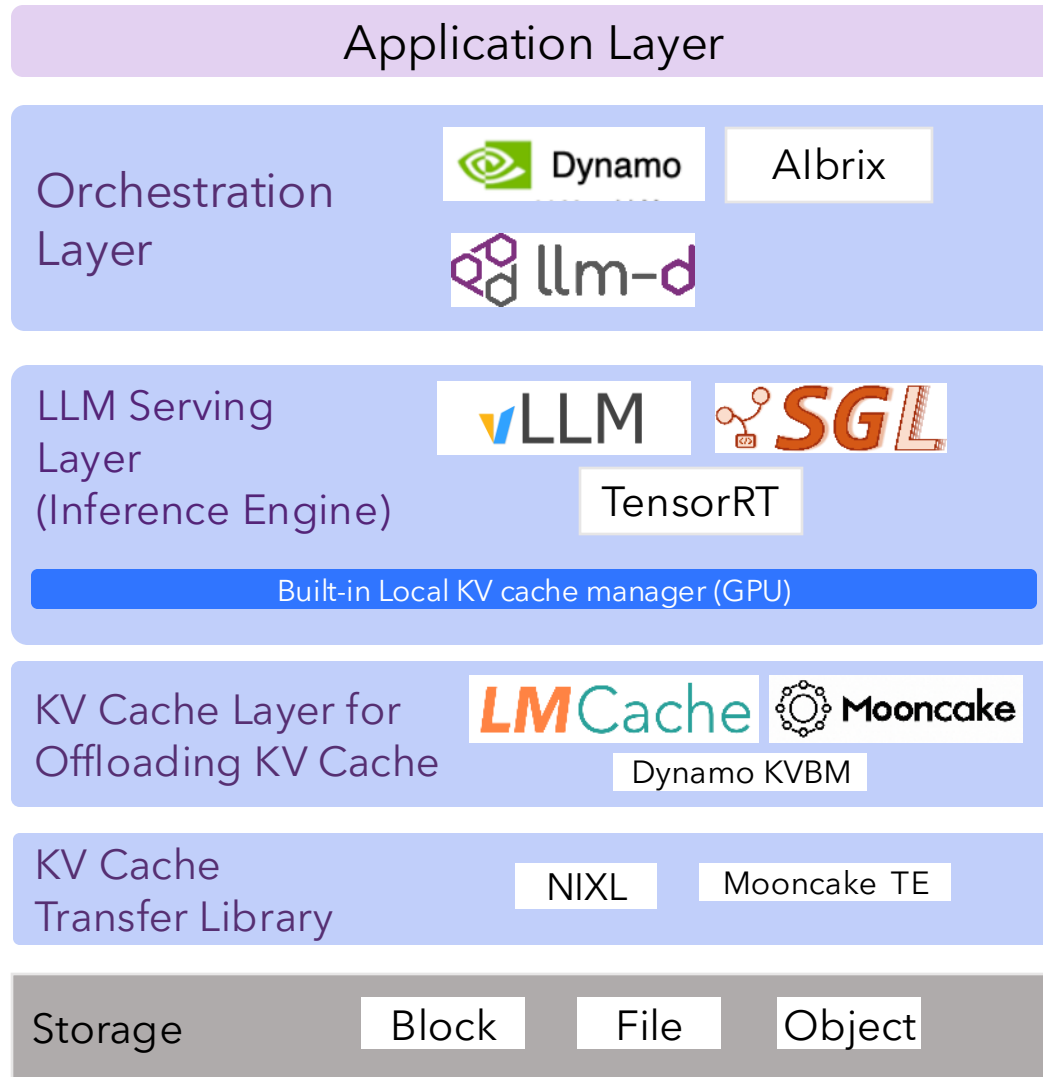 Application Layer
Orchestration
Layer
Dynamo
AIbrix
llm-d
LLM Serving
Layer
(Inference Engine)
vLLM
SGL
TensorRT
Built-in Local KV cache manager (GPU)
KV Cache Layer for
Offloading KV Cache
LMCache
Mooncake
Dynamo KVBM
KV Cache
Transfer Library
NIXL
Mooncake TE
Storage
Block
File
Object